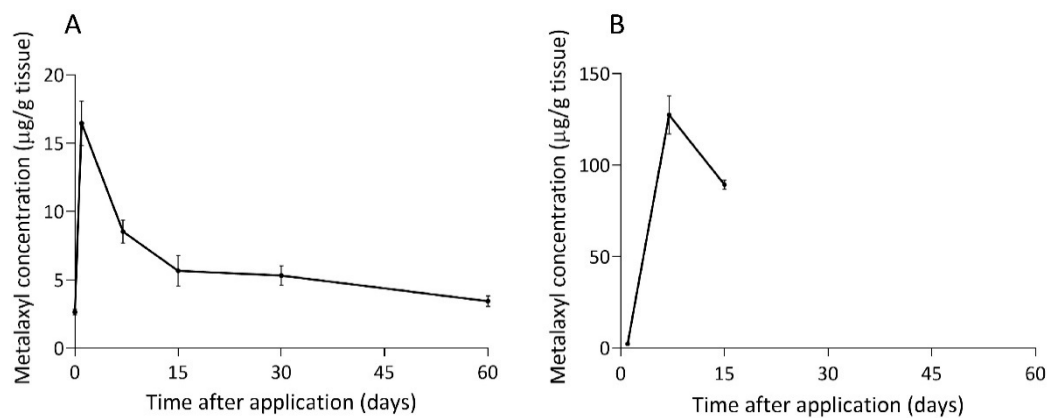 A
Metalaxyl concentration (µg/g tissue)
20
15
10
5
0
0 15 30 45 60
Time after application (days)
B
Metalaxyl concentration (µg/g tissue)
150
100
50
0
0 15 30 45 60
Time after application (days)